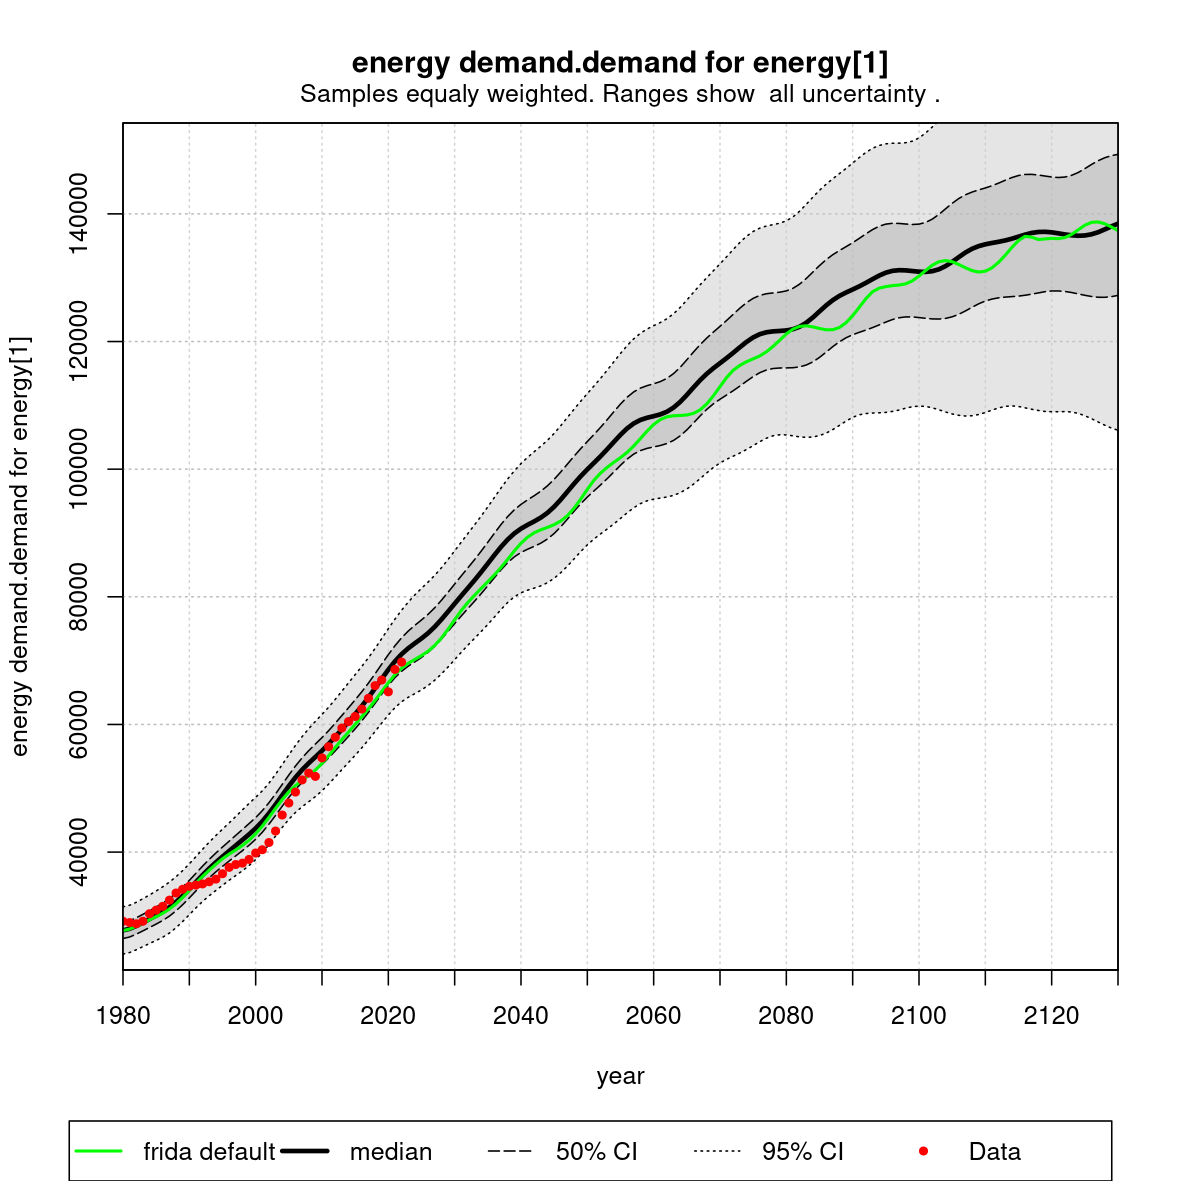 energy demand.demand for energy[1]
Samples equaly weighted. Ranges show  all uncertainty .
energy demand.demand for energy[1]
140000
120000
100000
80000
60000
40000
1980 2000 2020 2040 2060 2080 2100 2120
year
frida default median 50% CI 95% CI Data